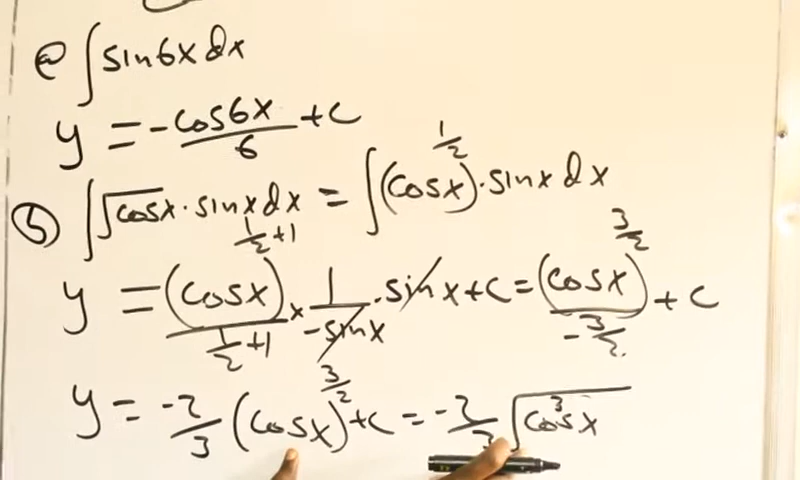 @ ∫ sin6x dx
y = -cos6x/6 + c
⑤ ∫ √cosx · sinx dx = ∫ (cosx)^1/2 · sinx dx
y = (cosx)^(1/2+1)/(1/2+1) × 1/-sinx · sinx + c = (cosx)^3/2/(-3/2) + c
y = -2/3 (cosx)^3/2 + c = -2/3 √cos³x